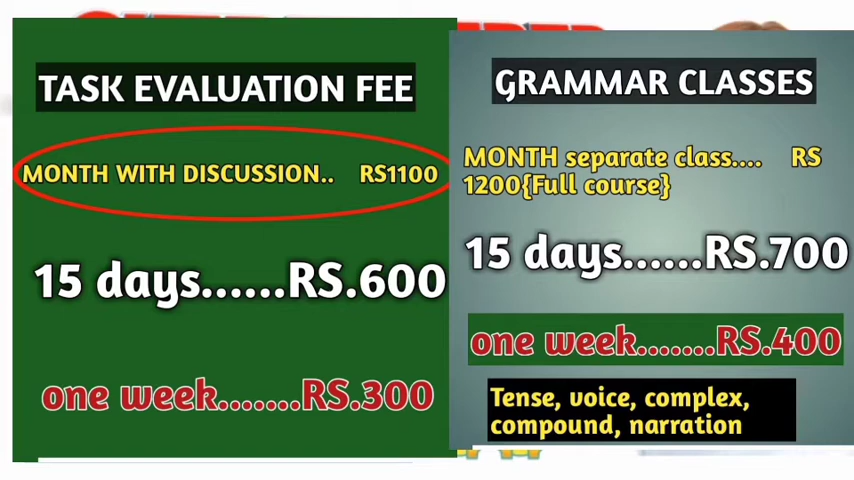 TASK EVALUATION FEE
MONTH WITH DISCUSSION.. RS1100
15 days......RS.600
one week.......RS.300
GRAMMAR CLASSES
MONTH separate class.... RS
1200{Full course}
15 days......RS.700
one week.......RS.400
Tense, voice, complex,
compound, narration